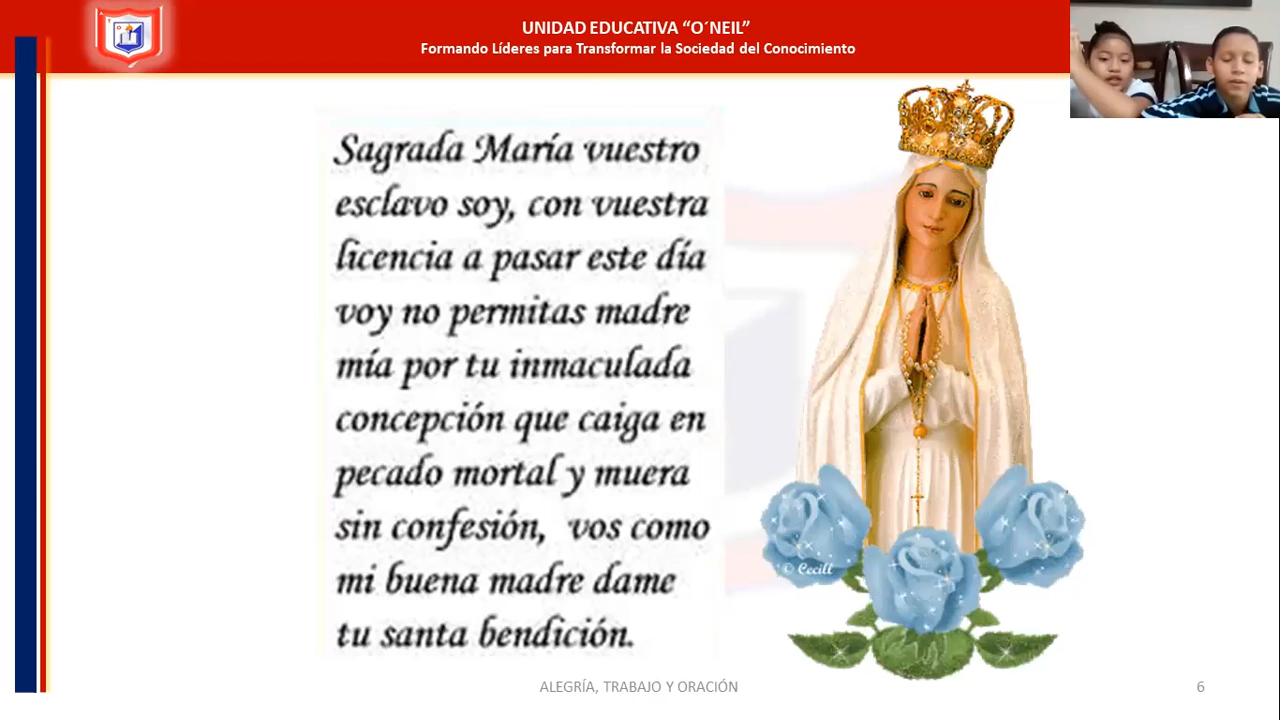 UNIDAD EDUCATIVA “O´NEIL”
Formando Líderes para Transformar la Sociedad del Conocimiento
Sagrada María vuestro
esclavo soy, con vuestra
licencia a pasar este día
voy no permitas madre
mía por tu inmaculada
concepción que caiga en
pecado mortal y muera
sin confesión, vos como
mi buena madre dame
tu santa bendición.
© Cecill
ALEGRÍA, TRABAJO Y ORACIÓN
6